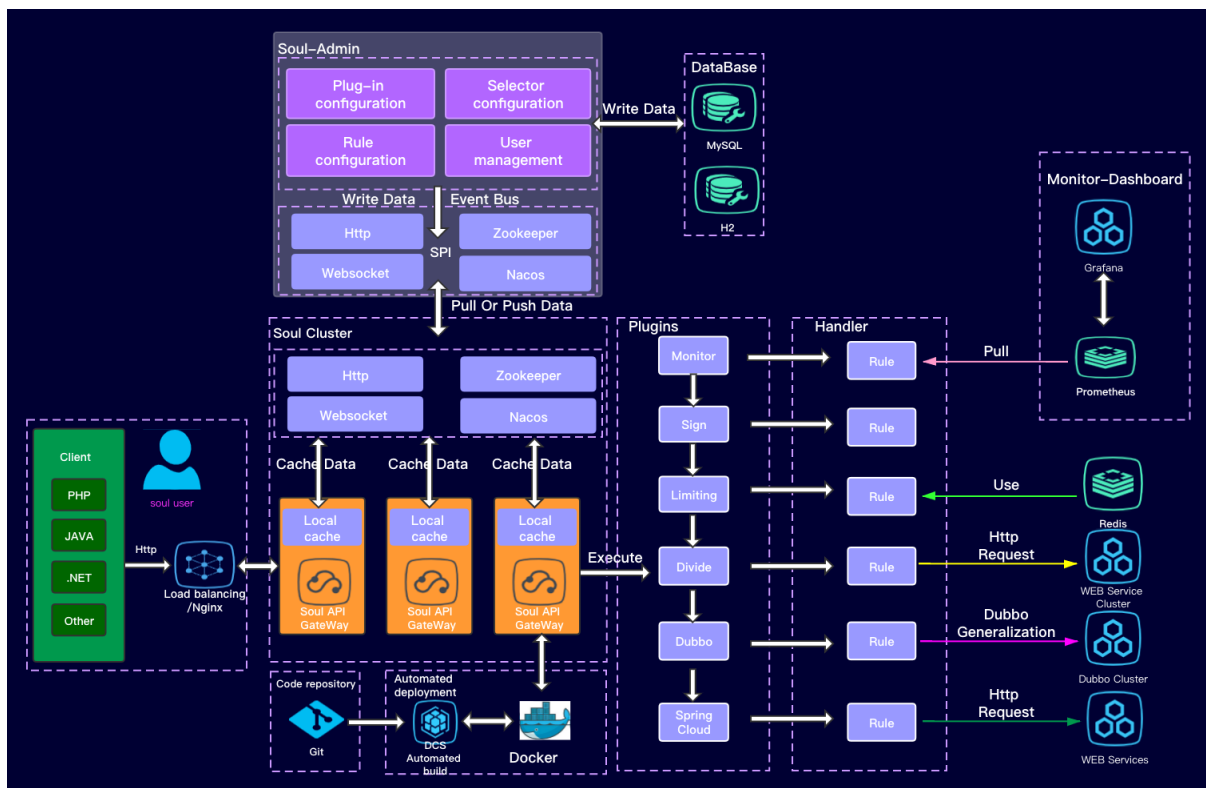 Soul-Admin
Plug-in
configuration
Selector
configuration
Rule
configuration
User
management
Write Data
DataBase
MySQL
H2
Write Data
Event Bus
Http
Zookeeper
SPI
Websocket
Nacos
Pull Or Push Data
Monitor-Dashboard
Grafana
Prometheus
Pull
Soul Cluster
Http
Zookeeper
Websocket
Nacos
Cache Data
Cache Data
Cache Data
Local
cache
Soul API
GateWay
Local
cache
Soul API
GateWay
Local
cache
Soul API
GateWay
Execute
Client
PHP
JAVA
.NET
Other
soul user
Http
Load balancing
/Nginx
Code repository
Git
Automated
deployment
DCS
Automated
build
Docker
Plugins
Monitor
Sign
Limiting
Divide
Dubbo
Spring
Cloud
Handler
Rule
Rule
Rule
Rule
Rule
Rule
Use
Redis
Http
Request
WEB Service
Cluster
Dubbo
Generalization
Dubbo Cluster
Http
Request
WEB Services